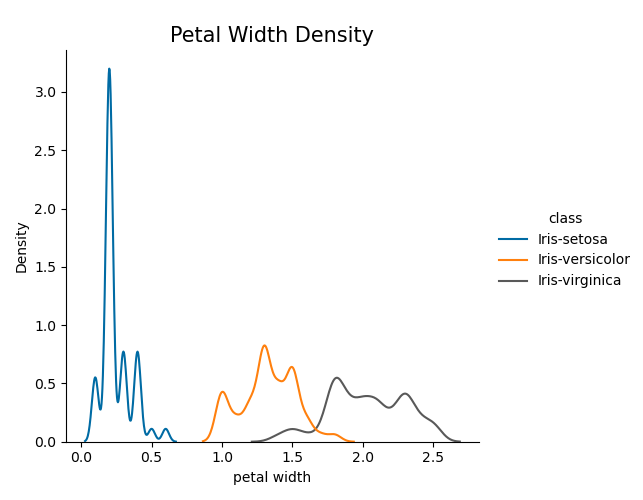 Petal Width Density
3.0
2.5
2.0
1.5
1.0
0.5
0.0
Density
0.0 0.5 1.0 1.5 2.0 2.5
petal width
class
Iris-setosa
Iris-versicolor
Iris-virginica